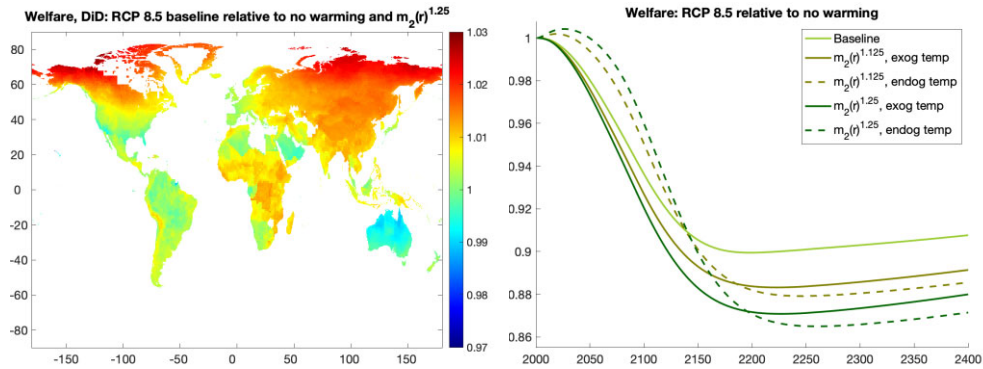 Welfare, DiD: RCP 8.5 baseline relative to no warming and m₂(r)^1.25
80
60
40
20
0
-20
-40
-60
-80
-150 -100 -50 0 50 100 150
1.03
1.02
1.01
1
0.99
0.98
0.97
Welfare: RCP 8.5 relative to no warming
1
0.98
0.96
0.94
0.92
0.9
0.88
0.86
2000 2050 2100 2150 2200 2250 2300 2350 2400
Baseline
m₂(r)^1.125, exog temp
m₂(r)^1.125, endog temp
m₂(r)^1.25, exog temp
m₂(r)^1.25, endog temp